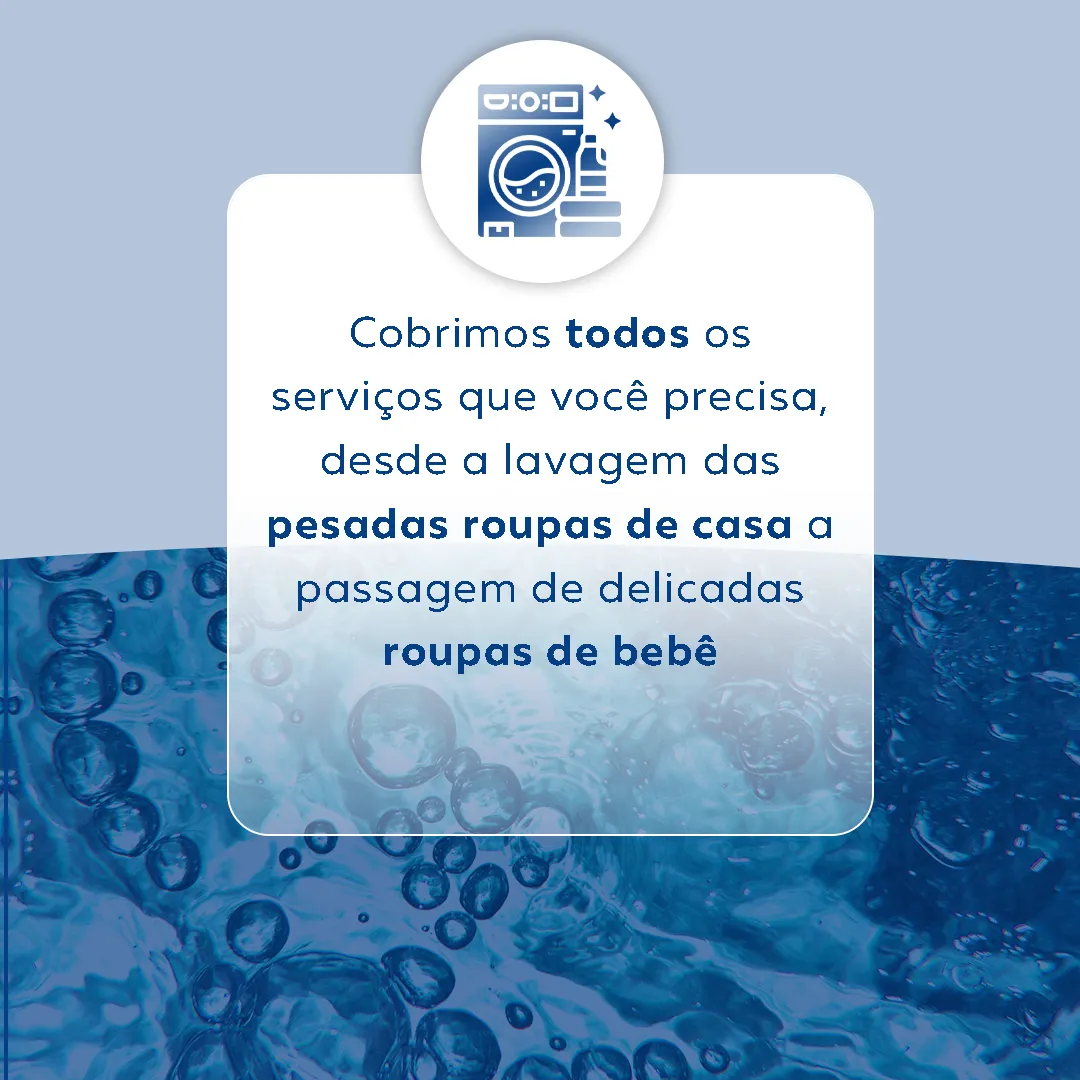 Cobrimos todos os
serviços que você precisa,
desde a lavagem das
pesadas roupas de casa a
passagem de delicadas
roupas de bebê